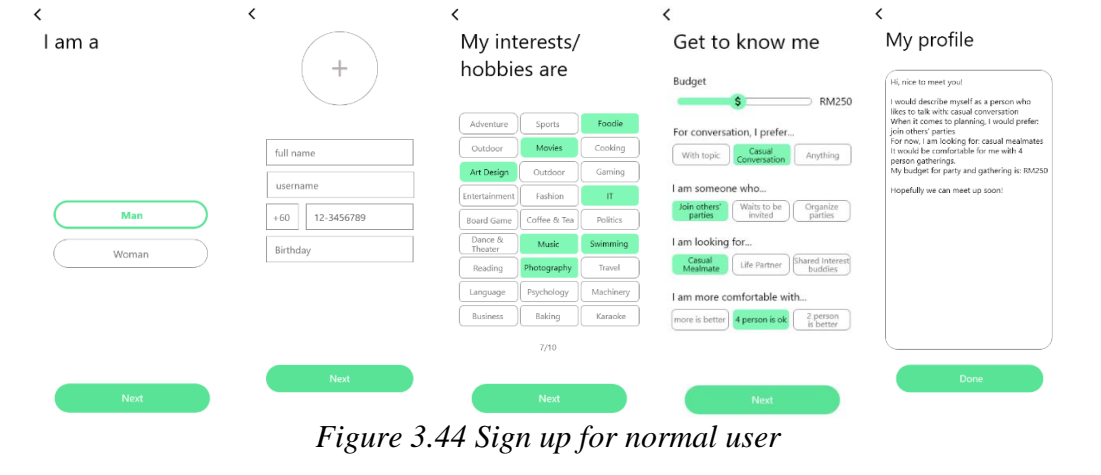 I am a
Man
Woman
Next
+
full name
username
+60
12-3456789
Birthday
Next
My interests/
hobbies are
Adventure
Sports
Foodie
Outdoor
Movies
Cooking
Art Design
Outdoor
Gaming
Entertainment
Fashion
IT
Board Game
Coffee & Tea
Politics
Dance &
Theater
Music
Swimming
Reading
Photography
Travel
Language
Psychology
Machinery
Business
Baking
Karaoke
7/10
Next
Get to know me
Budget
$
RM250
For conversation, I prefer...
With topic
Casual
Conversation
Anything
I am someone who...
Join others'
parties
Waits to be
invited
Organize
parties
I am looking for...
Casual
Mealmate
Life Partner
Shared Interest
buddies
I am more comfortable with...
more is better
4 person is ok
2 person
is better
Next
My profile
Hi, nice to meet you!
I would describe myself as a person who
likes to talk with: casual conversation
When it comes to planning, I would prefer:
join others' parties
For now, I am looking for: casual mealmates
It would be comfortable for me with 4
person gatherings.
My budget for party and gathering is: RM250
Hopefully we can meet up soon!
Done
Figure 3.44 Sign up for normal user